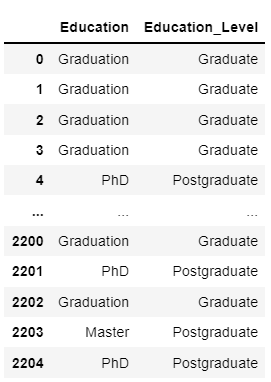 Education Education_Level
0 Graduation Graduate
1 Graduation Graduate
2 Graduation Graduate
3 Graduation Graduate
4 PhD Postgraduate
... ... ...
2200 Graduation Graduate
2201 PhD Postgraduate
2202 Graduation Graduate
2203 Master Postgraduate
2204 PhD Postgraduate